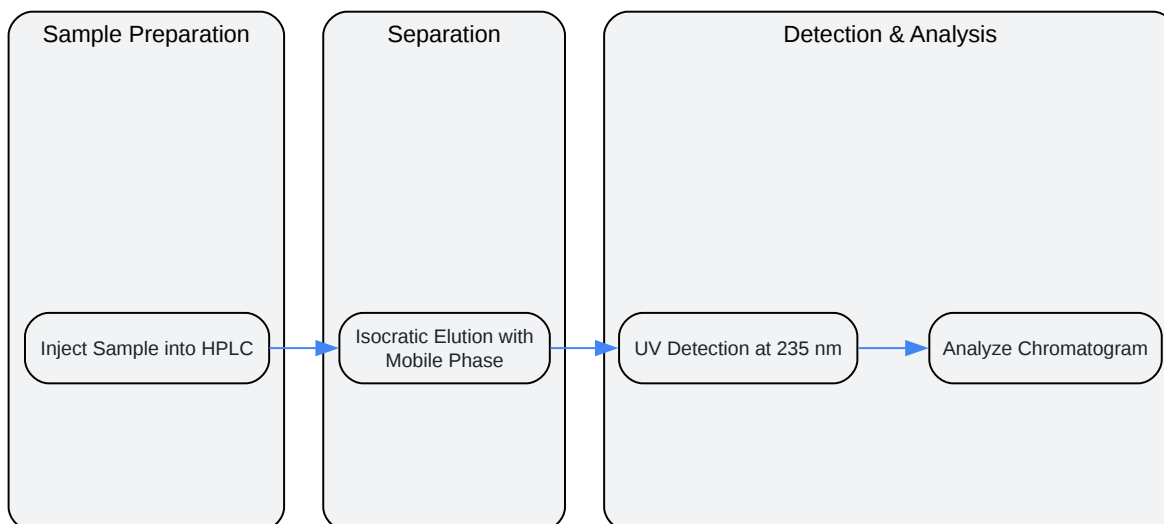 Sample Preparation
Separation
Detection & Analysis
Inject Sample into HPLC
Isocratic Elution with
Mobile Phase
UV Detection at 235 nm
Analyze Chromatogram